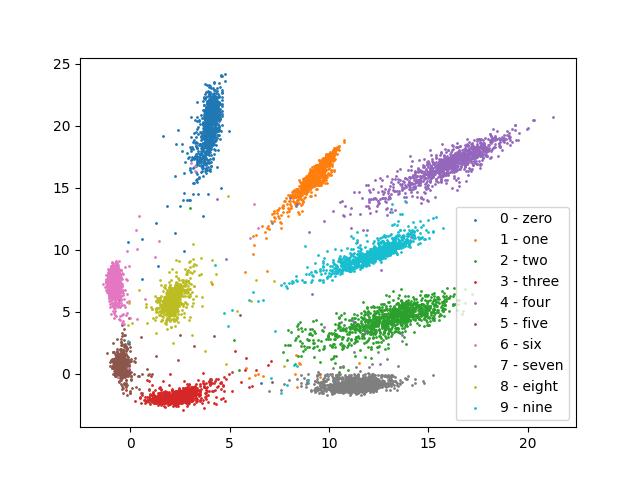 25
20
15
10
5
0
0 5 10 15 20
0 - zero
1 - one
2 - two
3 - three
4 - four
5 - five
6 - six
7 - seven
8 - eight
9 - nine